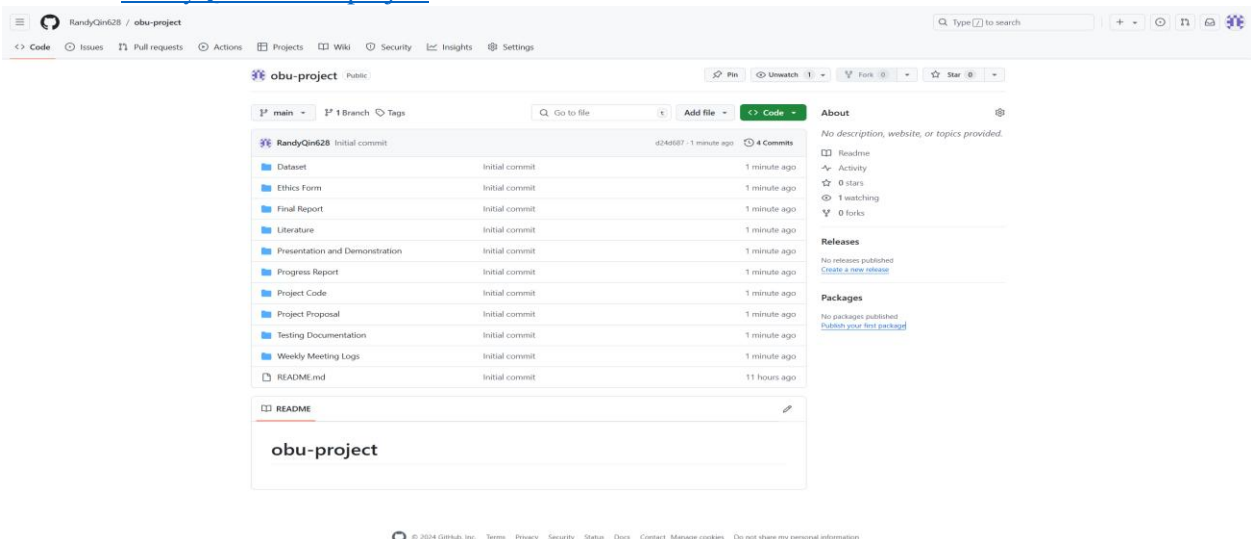 RandyQin628 / obu-project
Type / to search
Code Issues Pull requests Actions Projects Wiki Security Insights Settings
obu-project Public
Pin Unwatch 1 Fork 0 Star 0
main 1 Branch Tags Go to file t Add file Code
RandyQin628 Initial commit d24d687 · 1 minute ago 4 Commits
Dataset Initial commit 1 minute ago
Ethics Form Initial commit 1 minute ago
Final Report Initial commit 1 minute ago
Literature Initial commit 1 minute ago
Presentation and Demonstration Initial commit 1 minute ago
Progress Report Initial commit 1 minute ago
Project Code Initial commit 1 minute ago
Project Proposal Initial commit 1 minute ago
Testing Documentation Initial commit 1 minute ago
Weekly Meeting Logs Initial commit 1 minute ago
README.md Initial commit 11 hours ago
README
obu-project
About
No description, website, or topics provided.
Readme
Activity
0 stars
1 watching
0 forks
Releases
No releases published
Create a new release
Packages
No packages published
Publish your first package
© 2024 GitHub, Inc. Terms Privacy Security Status Docs Contact Manage cookies Do not share my personal information